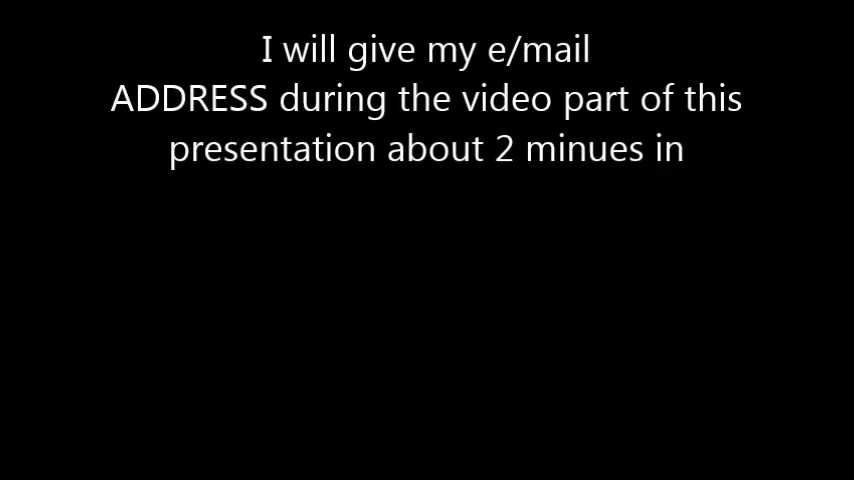 I will give my e/mail
ADDRESS during the video part of this
presentation about 2 minues in